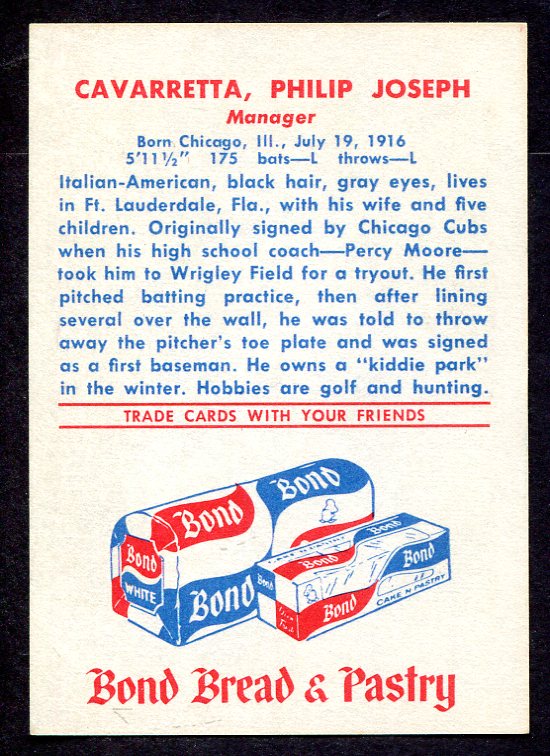 CAVARRETTA, PHILIP JOSEPH
Manager
Born Chicago, Ill., July 19, 1916
5'11½" 175 bats—L throws—L
Italian-American, black hair, gray eyes, lives
in Ft. Lauderdale, Fla., with his wife and five
children. Originally signed by Chicago Cubs
when his high school coach—Percy Moore—
took him to Wrigley Field for a tryout. He first
pitched batting practice, then after lining
several over the wall, he was told to throw
away the pitcher's toe plate and was signed
as a first baseman. He owns a "kiddie park"
in the winter. Hobbies are golf and hunting.
TRADE CARDS WITH YOUR FRIENDS
Bond
Bond
Bond
WHITE
Bond
Bond
Bond
Bond
CAKE N PASTRY
Bond Bread & Pastry